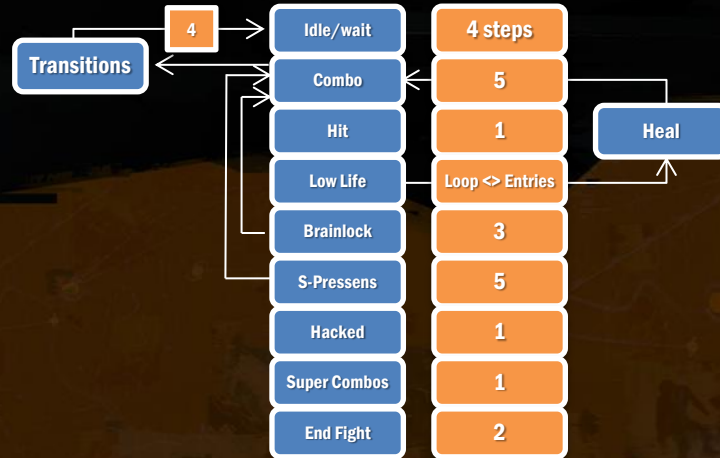 4
Idle/wait
4 steps
Transitions
Combo
5
Hit
1
Heal
Low Life
Loop <> Entries
Brainlock
3
S-Pressens
5
Hacked
1
Super Combos
1
End Fight
2